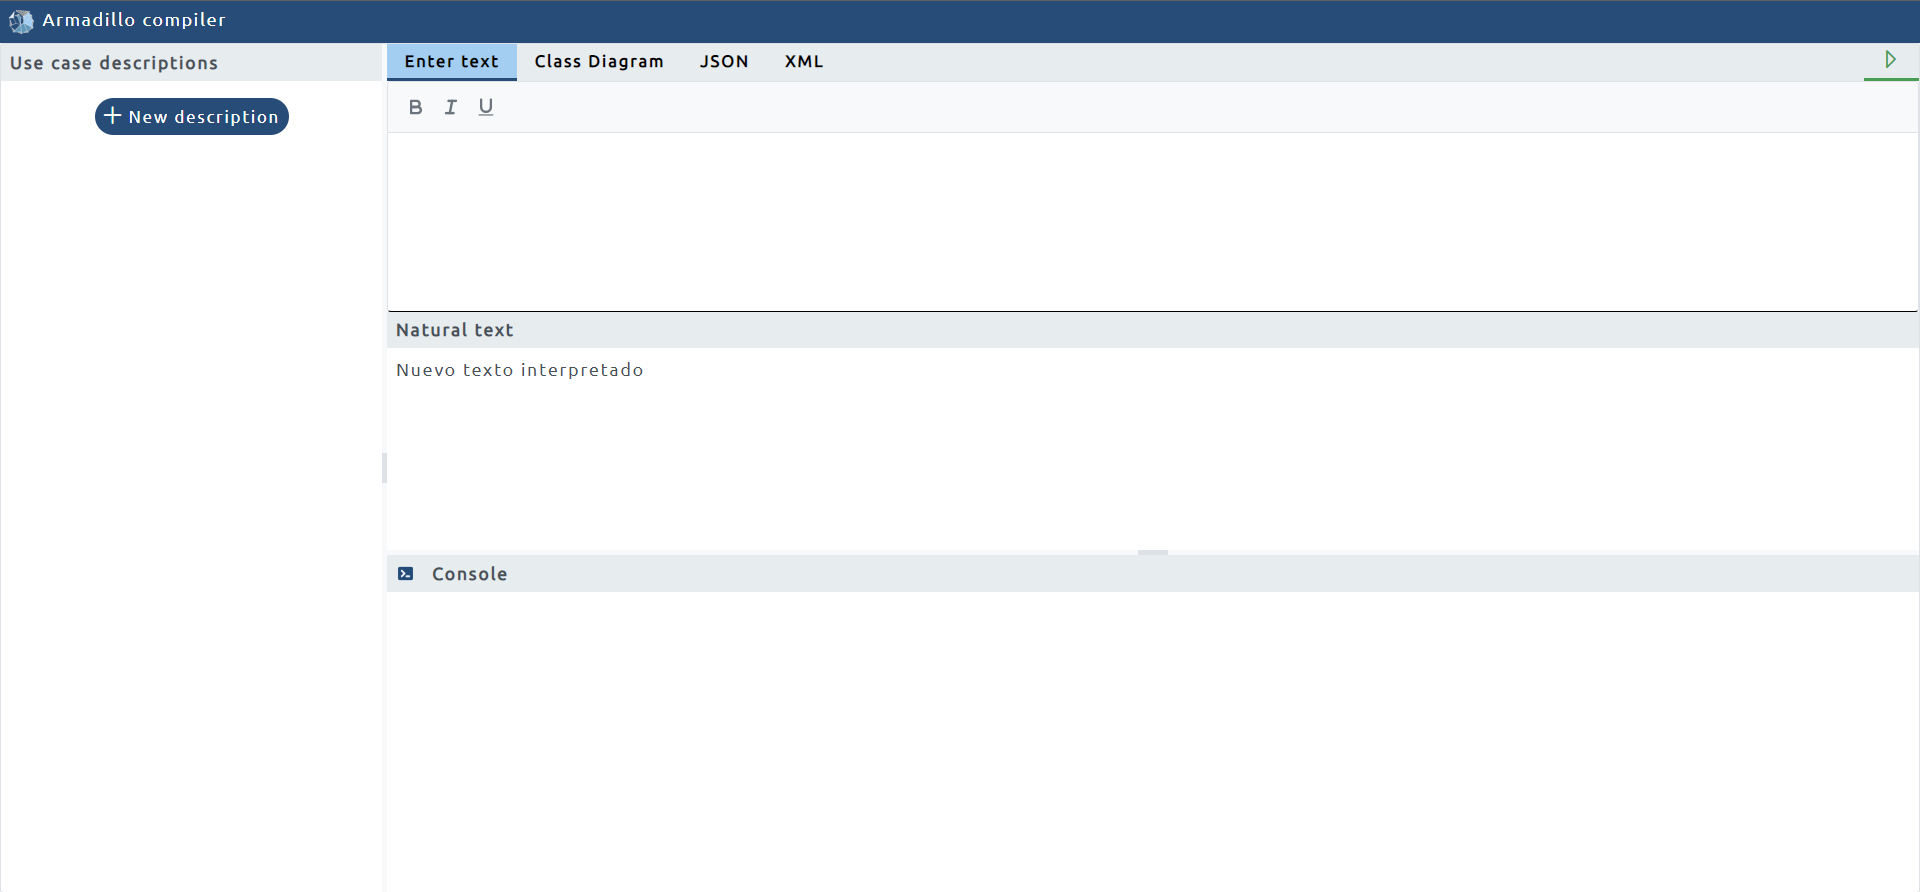 Armadillo compiler
Use case descriptions
New description
Enter text Class Diagram JSON XML
B I U
Natural text
Nuevo texto interpretado
Console